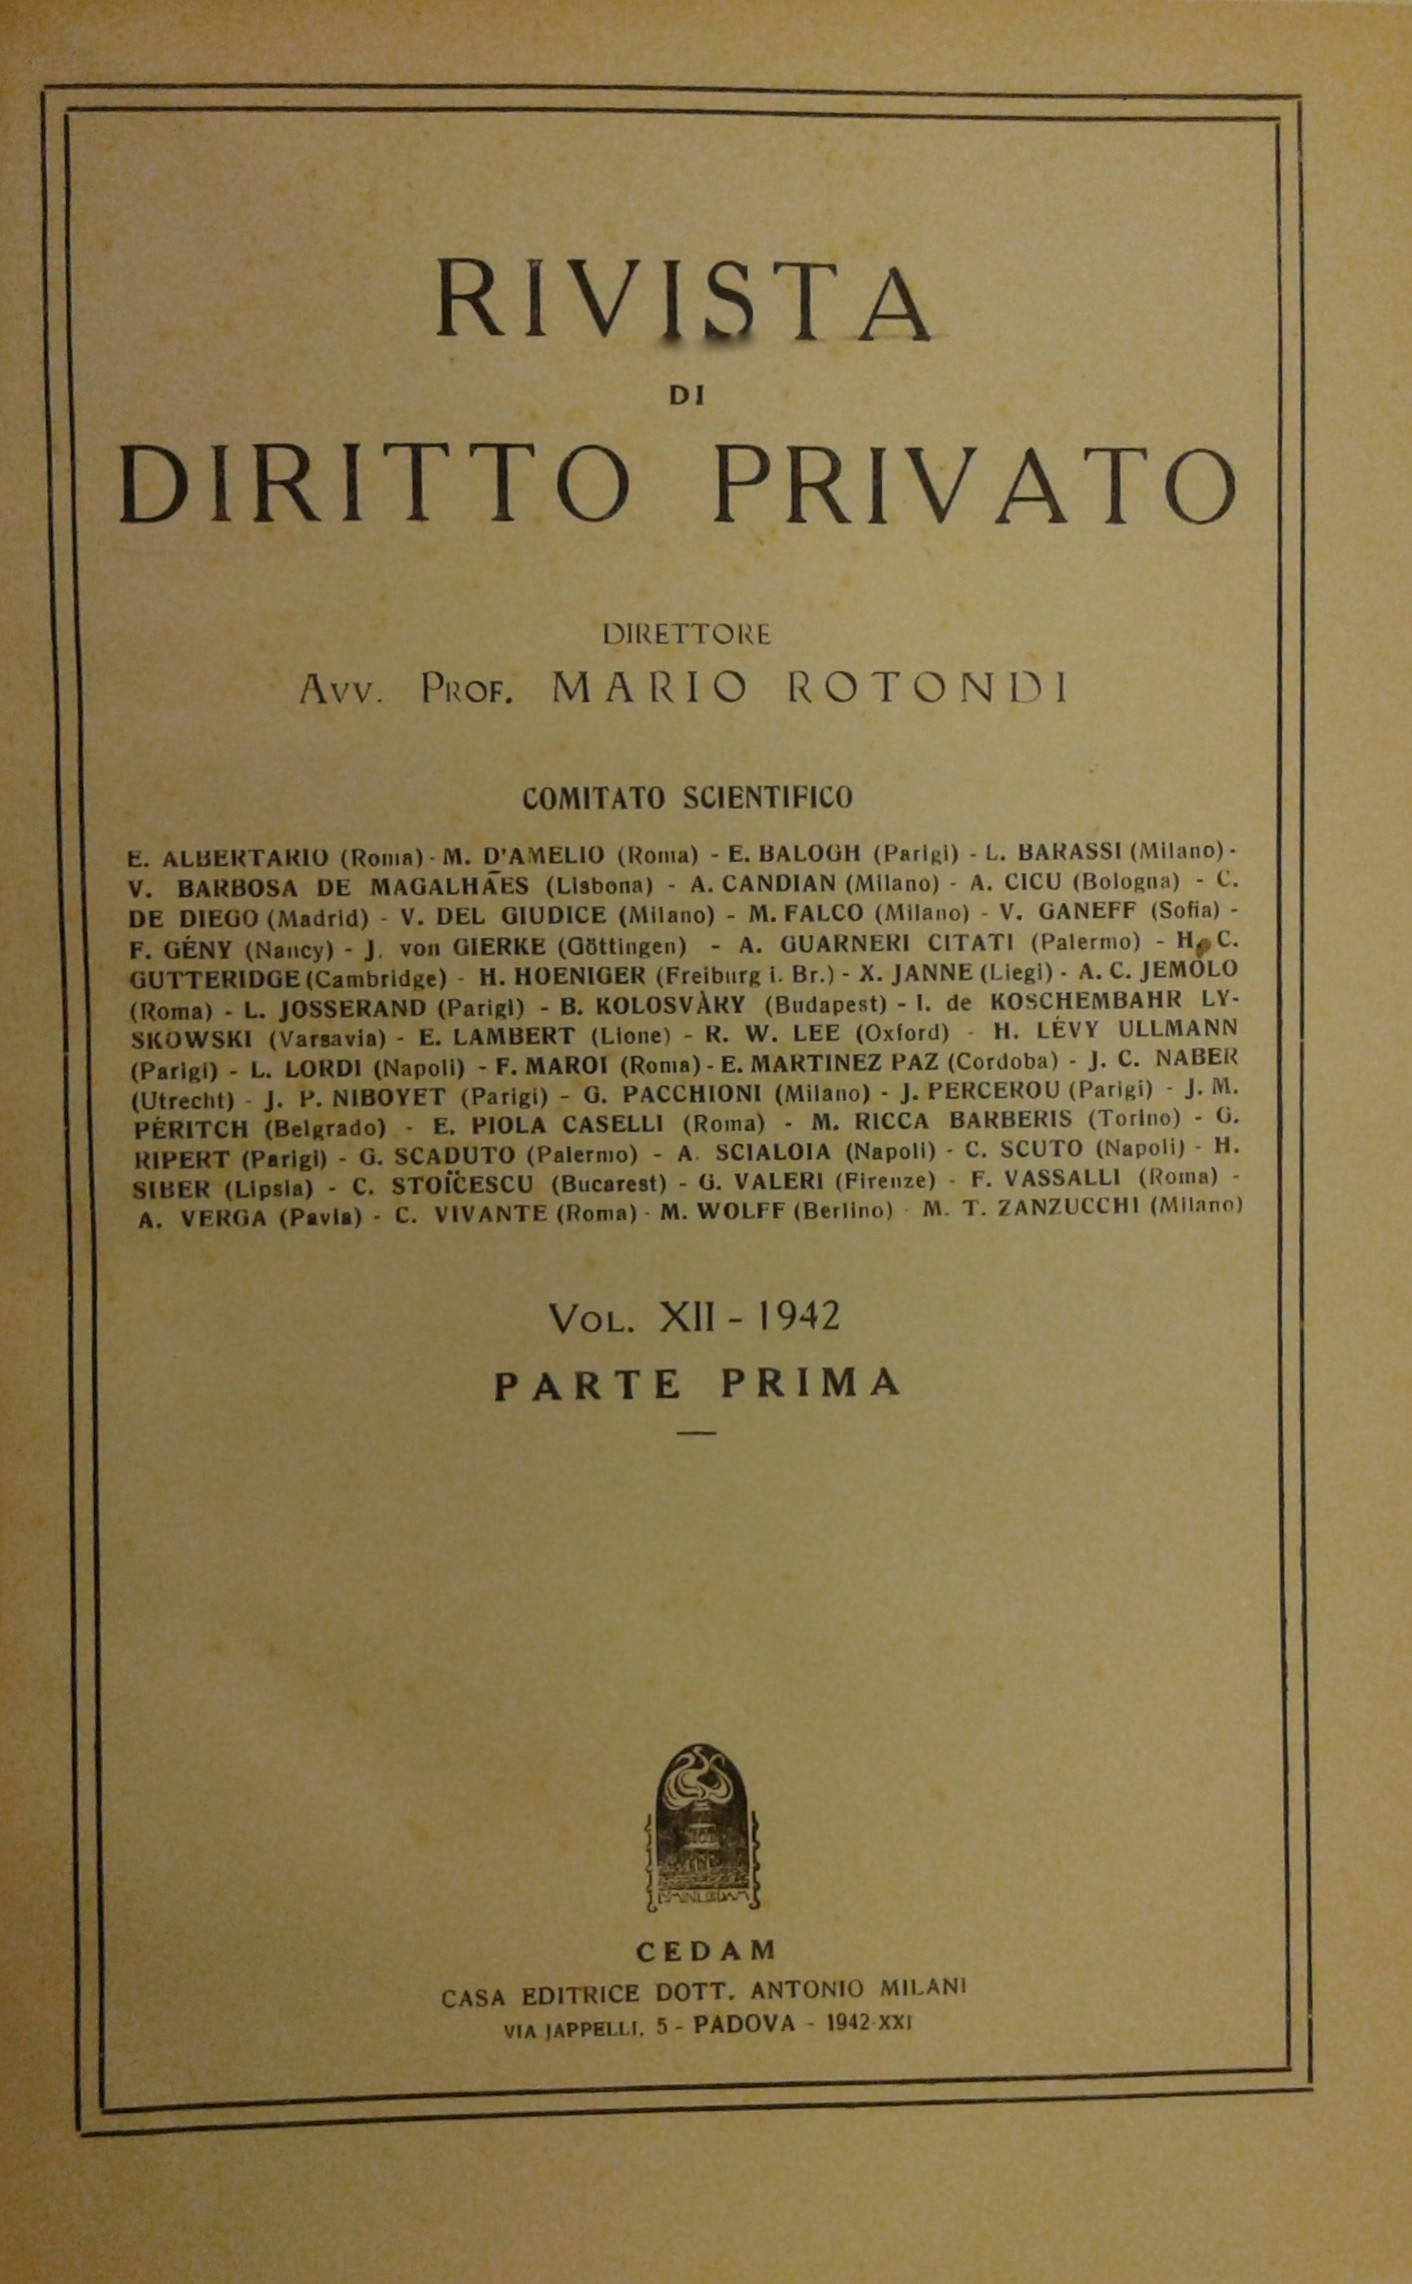 RIVISTA
DI
DIRITTO PRIVATO
DIRETTORE
AVV. PROF. MARIO ROTONDI
COMITATO SCIENTIFICO
E. ALBERTARIO (Roma) - M. D'AMELIO (Roma) - E. BALOGH (Parigi) - L. BARASSI (Milano) -
V. BARBOSA DE MAGALHÃES (Lisbona) - A. CANDIAN (Milano) - A. CICU (Bologna) - C.
DE DIEGO (Madrid) - V. DEL GIUDICE (Milano) - M. FALCO (Milano) - V. GANEFF (Sofia) -
F. GÉNY (Nancy) - J. von GIERKE (Göttingen) - A. GUARNERI CITATI (Palermo) - H. C.
GUTTERIDGE (Cambridge) - H. HOENIGER (Freiburg i. Br.) - X. JANNE (Liegi) - A. C. JEMOLO
(Roma) - L. JOSSERAND (Parigi) - B. KOLOSVÀRY (Budapest) - I. de KOSCHEMBAHR LY-
SKOWSKI (Varsavia) - E. LAMBERT (Lione) - R. W. LEE (Oxford) - H. LÉVY ULLMANN
(Parigi) - L. LORDI (Napoli) - F. MAROI (Roma) - E. MARTINEZ PAZ (Cordoba) - J. C. NABER
(Utrecht) - J. P. NIBOYET (Parigi) - G. PACCHIONI (Milano) - J. PERCEROU (Parigi) - J. M.
PÉRITCH (Belgrado) - E. PIOLA CASELLI (Roma) - M. RICCA BARBERIS (Torino) - G.
RIPERT (Parigi) - G. SCADUTO (Palermo) - A. SCIALOIA (Napoli) - C. SCUTO (Napoli) - H.
SIBER (Lipsia) - C. STOÏCESCU (Bucarest) - G. VALERI (Firenze) - F. VASSALLI (Roma) -
A. VERGA (Pavia) - C. VIVANTE (Roma) - M. WOLFF (Berlino) - M. T. ZANZUCCHI (Milano)
VOL. XII - 1942
PARTE PRIMA
CEDAM
CASA EDITRICE DOTT. ANTONIO MILANI
VIA JAPPELLI, 5 - PADOVA - 1942-XXI